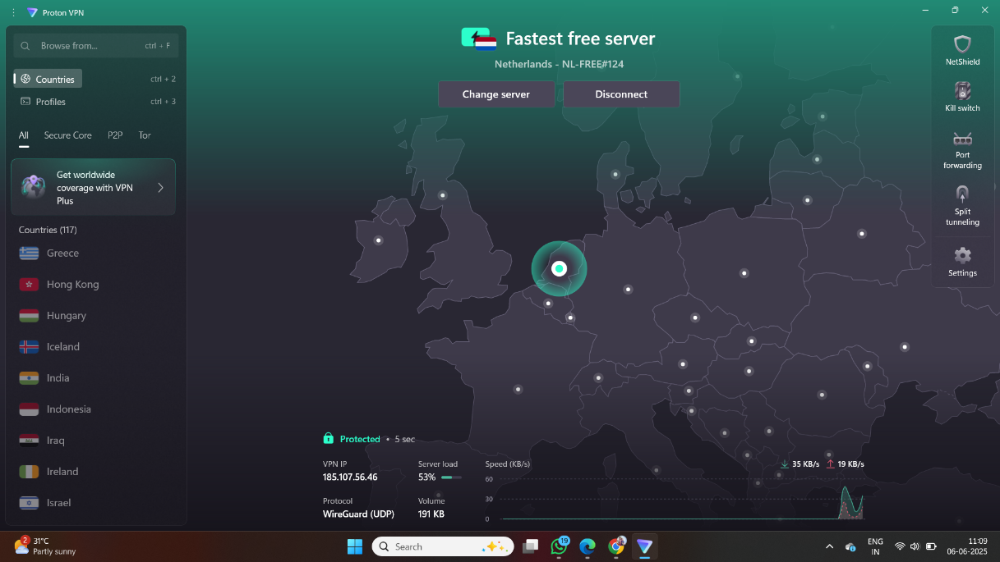 Proton VPN
Browse from...
ctrl + F
Countries
ctrl + 2
Profiles
ctrl + 3
All
Secure Core
P2P
Tor
Get worldwide
coverage with VPN
Plus
Countries (117)
Greece
Hong Kong
Hungary
Iceland
India
Indonesia
Iraq
Ireland
Israel
Fastest free server
Netherlands - NL-FREE#124
Change server
Disconnect
NetShield
Kill switch
Port
forwarding
Split
tunneling
Settings
Protected • 5 sec
VPN IP
185.107.56.46
Server load
53%
Protocol
WireGuard (UDP)
Volume
191 KB
Speed (KB/s)
35 KB/s
19 KB/s
60
30
0
2
31°C
Partly sunny
Search
19
ENG
IN
11:09
06-06-2025